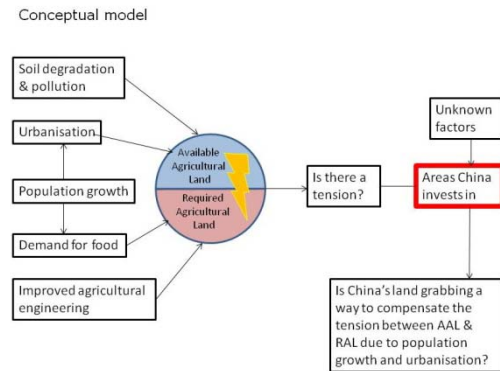 Conceptual model
Soil degradation
& pollution
Urbanisation
Population growth
Demand for food
Improved agricultural
engineering
Available
Agricultural
Land
Required
Agricultural
Land
Is there a
tension?
Unknown
factors
Areas China
invests in
Is China's land grabbing a
way to compensate the
tension between AAL &
RAL due to population
growth and urbanisation?